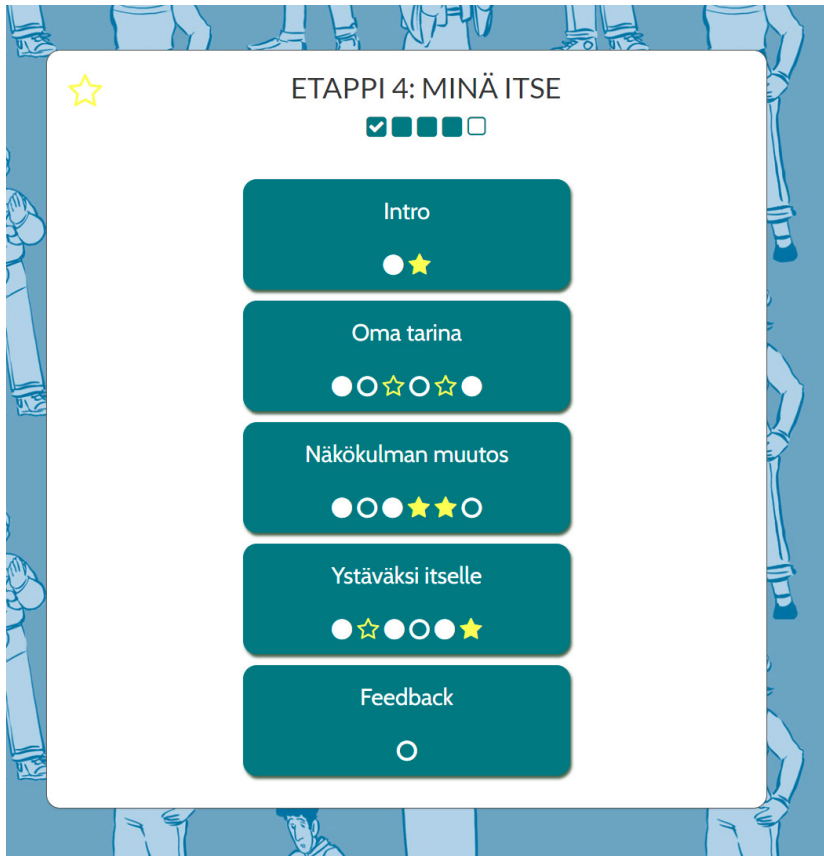 ETAPPI 4: MINÄ ITSE
Intro
Oma tarina
Näkökulman muutos
Ystäväksi itselle
Feedback